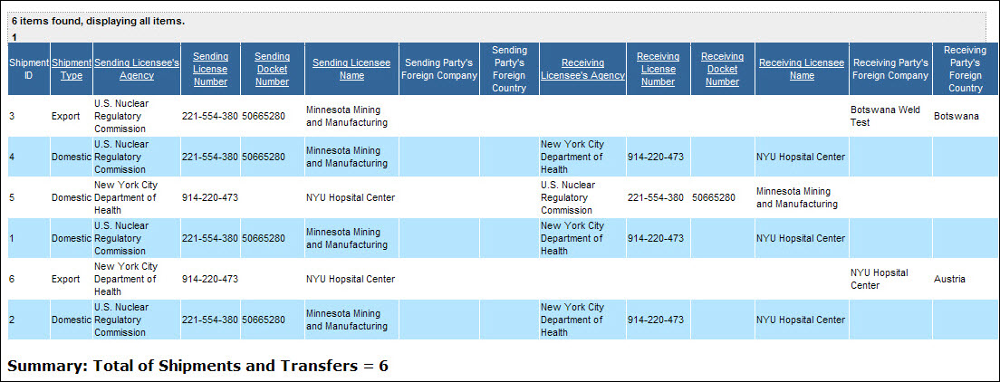 6 items found, displaying all items.
1
Shipment ID | Shipment Type | Sending Licensee's Agency | Sending License Number | Sending Docket Number | Sending Licensee Name | Sending Party's Foreign Company | Sending Party's Foreign Country | Receiving Licensee's Agency | Receiving License Number | Receiving Docket Number | Receiving Licensee Name | Receiving Party's Foreign Company | Receiving Party's Foreign Country
3 | Export | U.S. Nuclear Regulatory Commission | 221-554-380 | 50665280 | Minnesota Mining and Manufacturing | | | | | | | Botswana Weld Test | Botswana
4 | Domestic | U.S. Nuclear Regulatory Commission | 221-554-380 | 50665280 | Minnesota Mining and Manufacturing | | | New York City Department of Health | 914-220-473 | | NYU Hopsital Center | |
5 | Domestic | New York City Department of Health | 914-220-473 | | NYU Hopsital Center | | | U.S. Nuclear Regulatory Commission | 221-554-380 | 50665280 | Minnesota Mining and Manufacturing | |
1 | Domestic | U.S. Nuclear Regulatory Commission | 221-554-380 | 50665280 | Minnesota Mining and Manufacturing | | | New York City Department of Health | 914-220-473 | | NYU Hopsital Center | |
6 | Export | New York City Department of Health | 914-220-473 | | NYU Hopsital Center | | | | | | | NYU Hopsital Center | Austria
2 | Domestic | U.S. Nuclear Regulatory Commission | 221-554-380 | 50665280 | Minnesota Mining and Manufacturing | | | New York City Department of Health | 914-220-473 | | NYU Hopsital Center | |
Summary: Total of Shipments and Transfers = 6